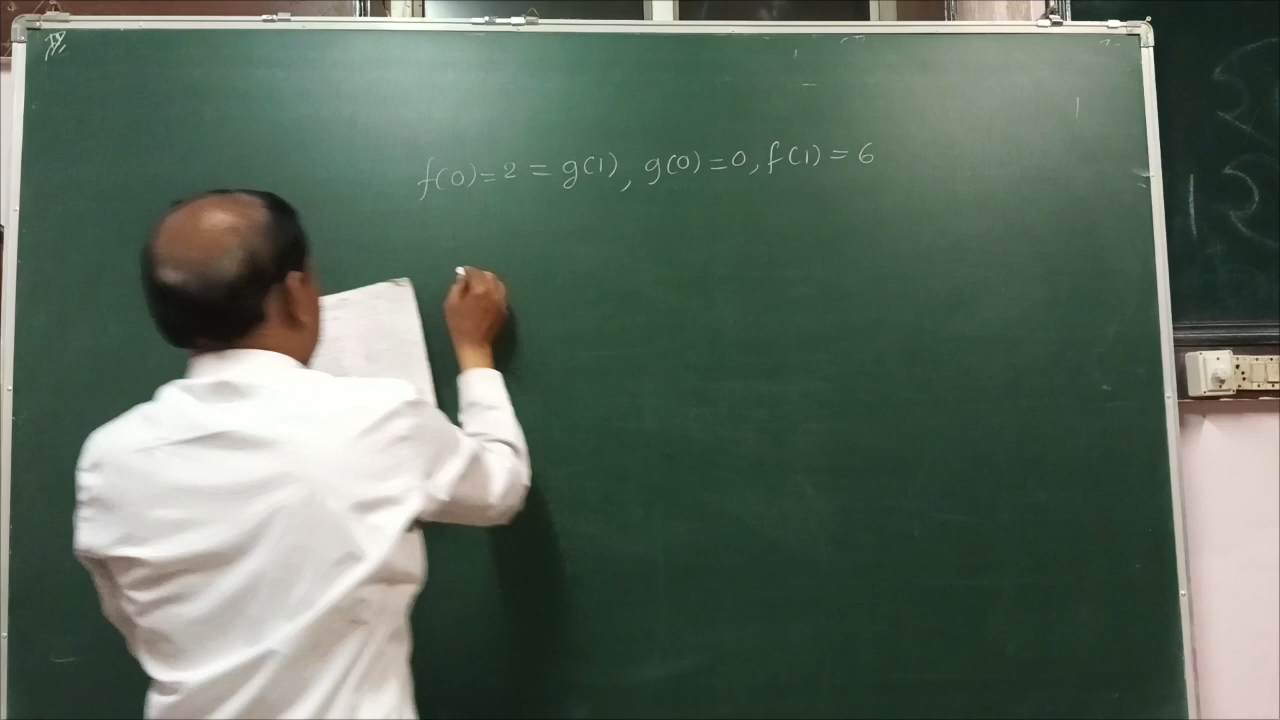 f(0)=2=g(1), g(0)=0, f(1)=6